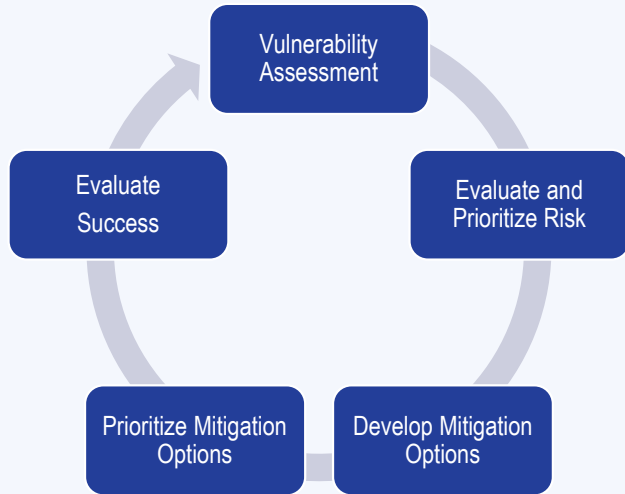 Vulnerability
Assessment
Evaluate and
Prioritize Risk
Develop Mitigation
Options
Prioritize Mitigation
Options
Evaluate
Success